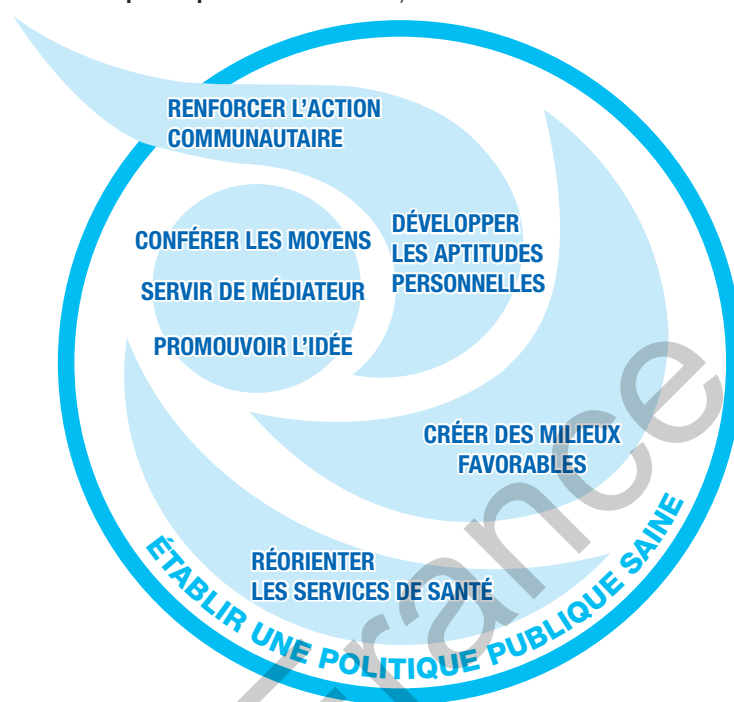 RENFORCER L'ACTION
COMMUNAUTAIRE
CONFÉRER LES MOYENS
SERVIR DE MÉDIATEUR
PROMOUVOIR L'IDÉE
DÉVELOPPER
LES APTITUDES
PERSONNELLES
CRÉER DES MILIEUX
FAVORABLES
RÉORIENTER
LES SERVICES DE SANTÉ
ÉTABLIR UNE POLITIQUE PUBLIQUE SAINE
rance